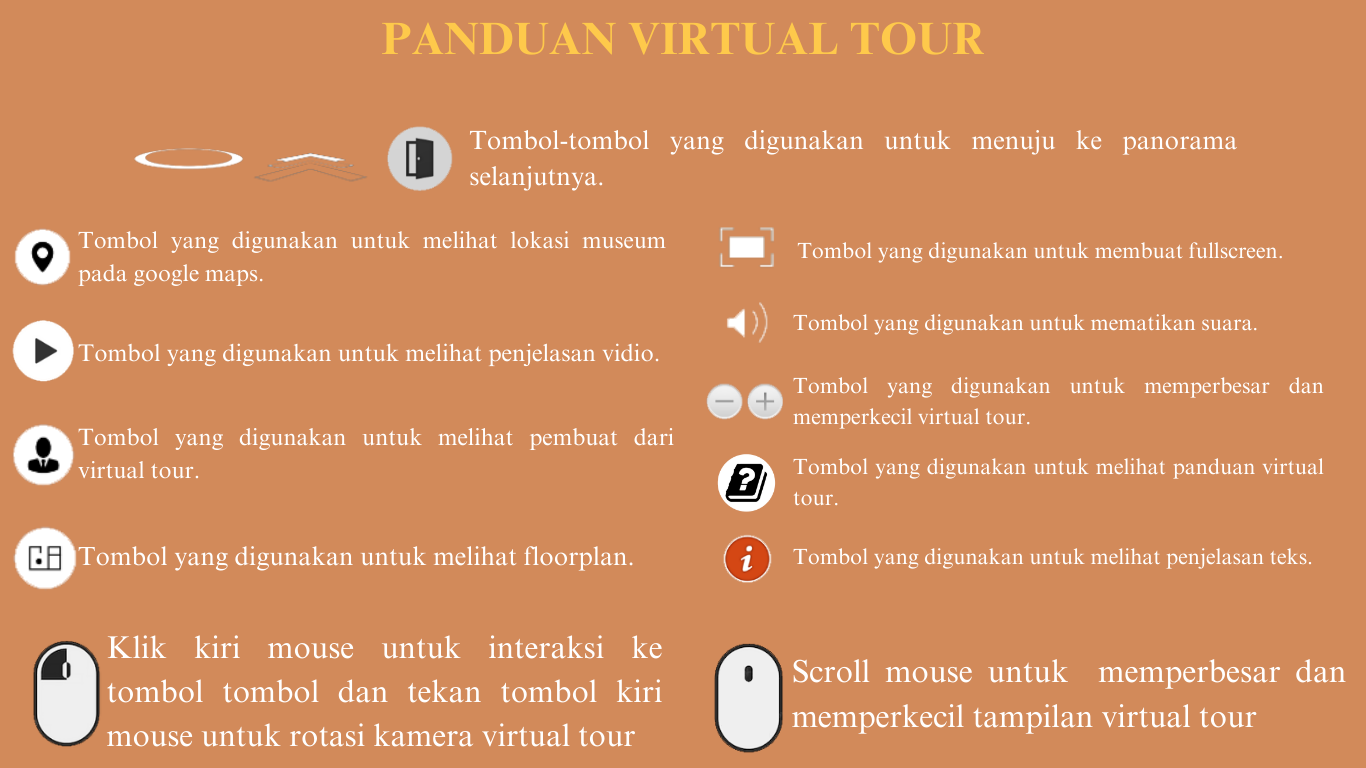 PANDUAN VIRTUAL TOUR
Tombol-tombol yang digunakan untuk menuju ke panorama
selanjutnya.
Tombol yang digunakan untuk melihat lokasi museum
pada google maps.
Tombol yang digunakan untuk melihat penjelasan vidio.
Tombol yang digunakan untuk melihat pembuat dari
virtual tour.
Tombol yang digunakan untuk melihat floorplan.
Klik kiri mouse untuk interaksi ke
tombol tombol dan tekan tombol kiri
mouse untuk rotasi kamera virtual tour
Tombol yang digunakan untuk membuat fullscreen.
Tombol yang digunakan untuk mematikan suara.
Tombol yang digunakan untuk memperbesar dan
memperkecil virtual tour.
Tombol yang digunakan untuk melihat panduan virtual
tour.
Tombol yang digunakan untuk melihat penjelasan teks.
Scroll mouse untuk memperbesar dan
memperkecil tampilan virtual tour